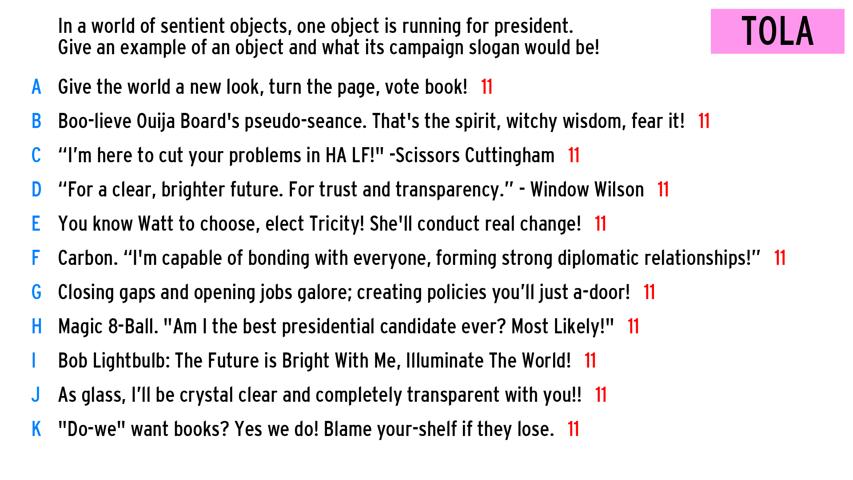 In a world of sentient objects, one object is running for president.
Give an example of an object and what its campaign slogan would be!
TOLA
A Give the world a new look, turn the page, vote book! 11
B Boo-lieve Ouija Board's pseudo-seance. That's the spirit, witchy wisdom, fear it! 11
C “I’m here to cut your problems in HA LF!" -Scissors Cuttingham 11
D “For a clear, brighter future. For trust and transparency.” - Window Wilson 11
E You know Watt to choose, elect Tricity! She'll conduct real change! 11
F Carbon. “I'm capable of bonding with everyone, forming strong diplomatic relationships!” 11
G Closing gaps and opening jobs galore; creating policies you’ll just a-door! 11
H Magic 8-Ball. "Am I the best presidential candidate ever? Most Likely!" 11
I Bob Lightbulb: The Future is Bright With Me, Illuminate The World! 11
J As glass, I’ll be crystal clear and completely transparent with you!! 11
K "Do-we" want books? Yes we do! Blame your-shelf if they lose. 11